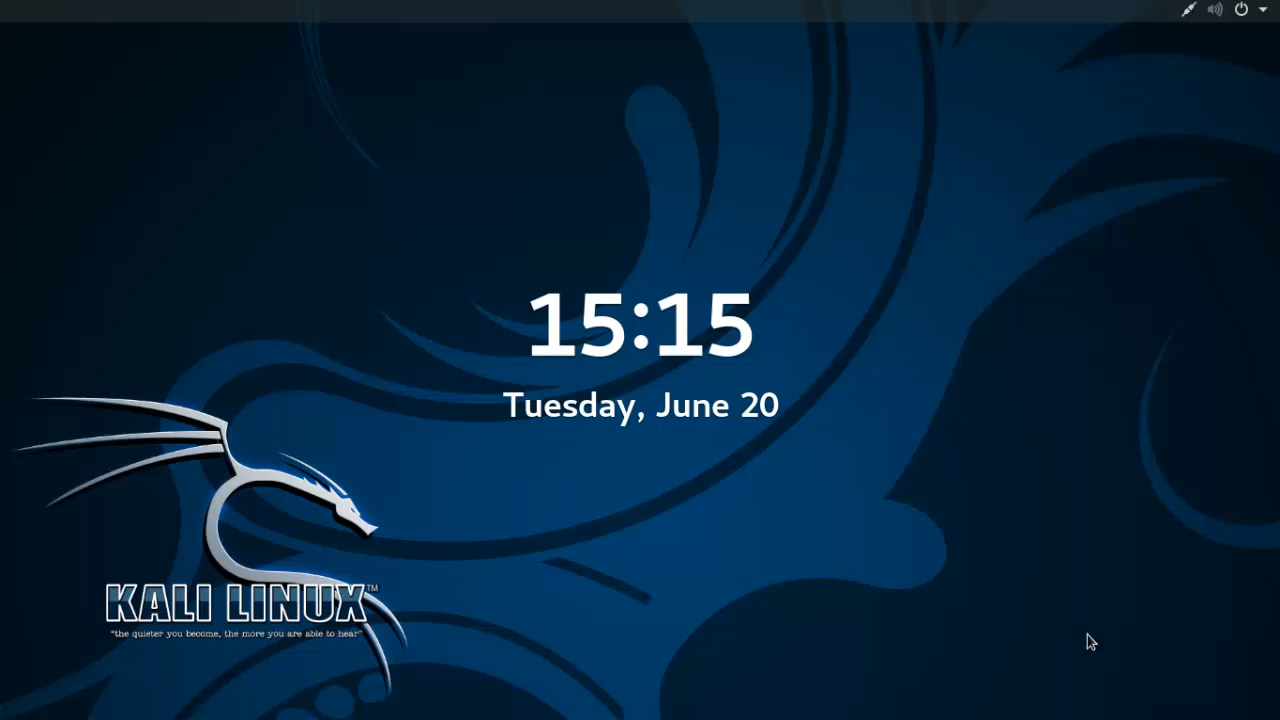 15:15
Tuesday, June 20
KALI LINUX™
"the quieter you become, the more you are able to hear"